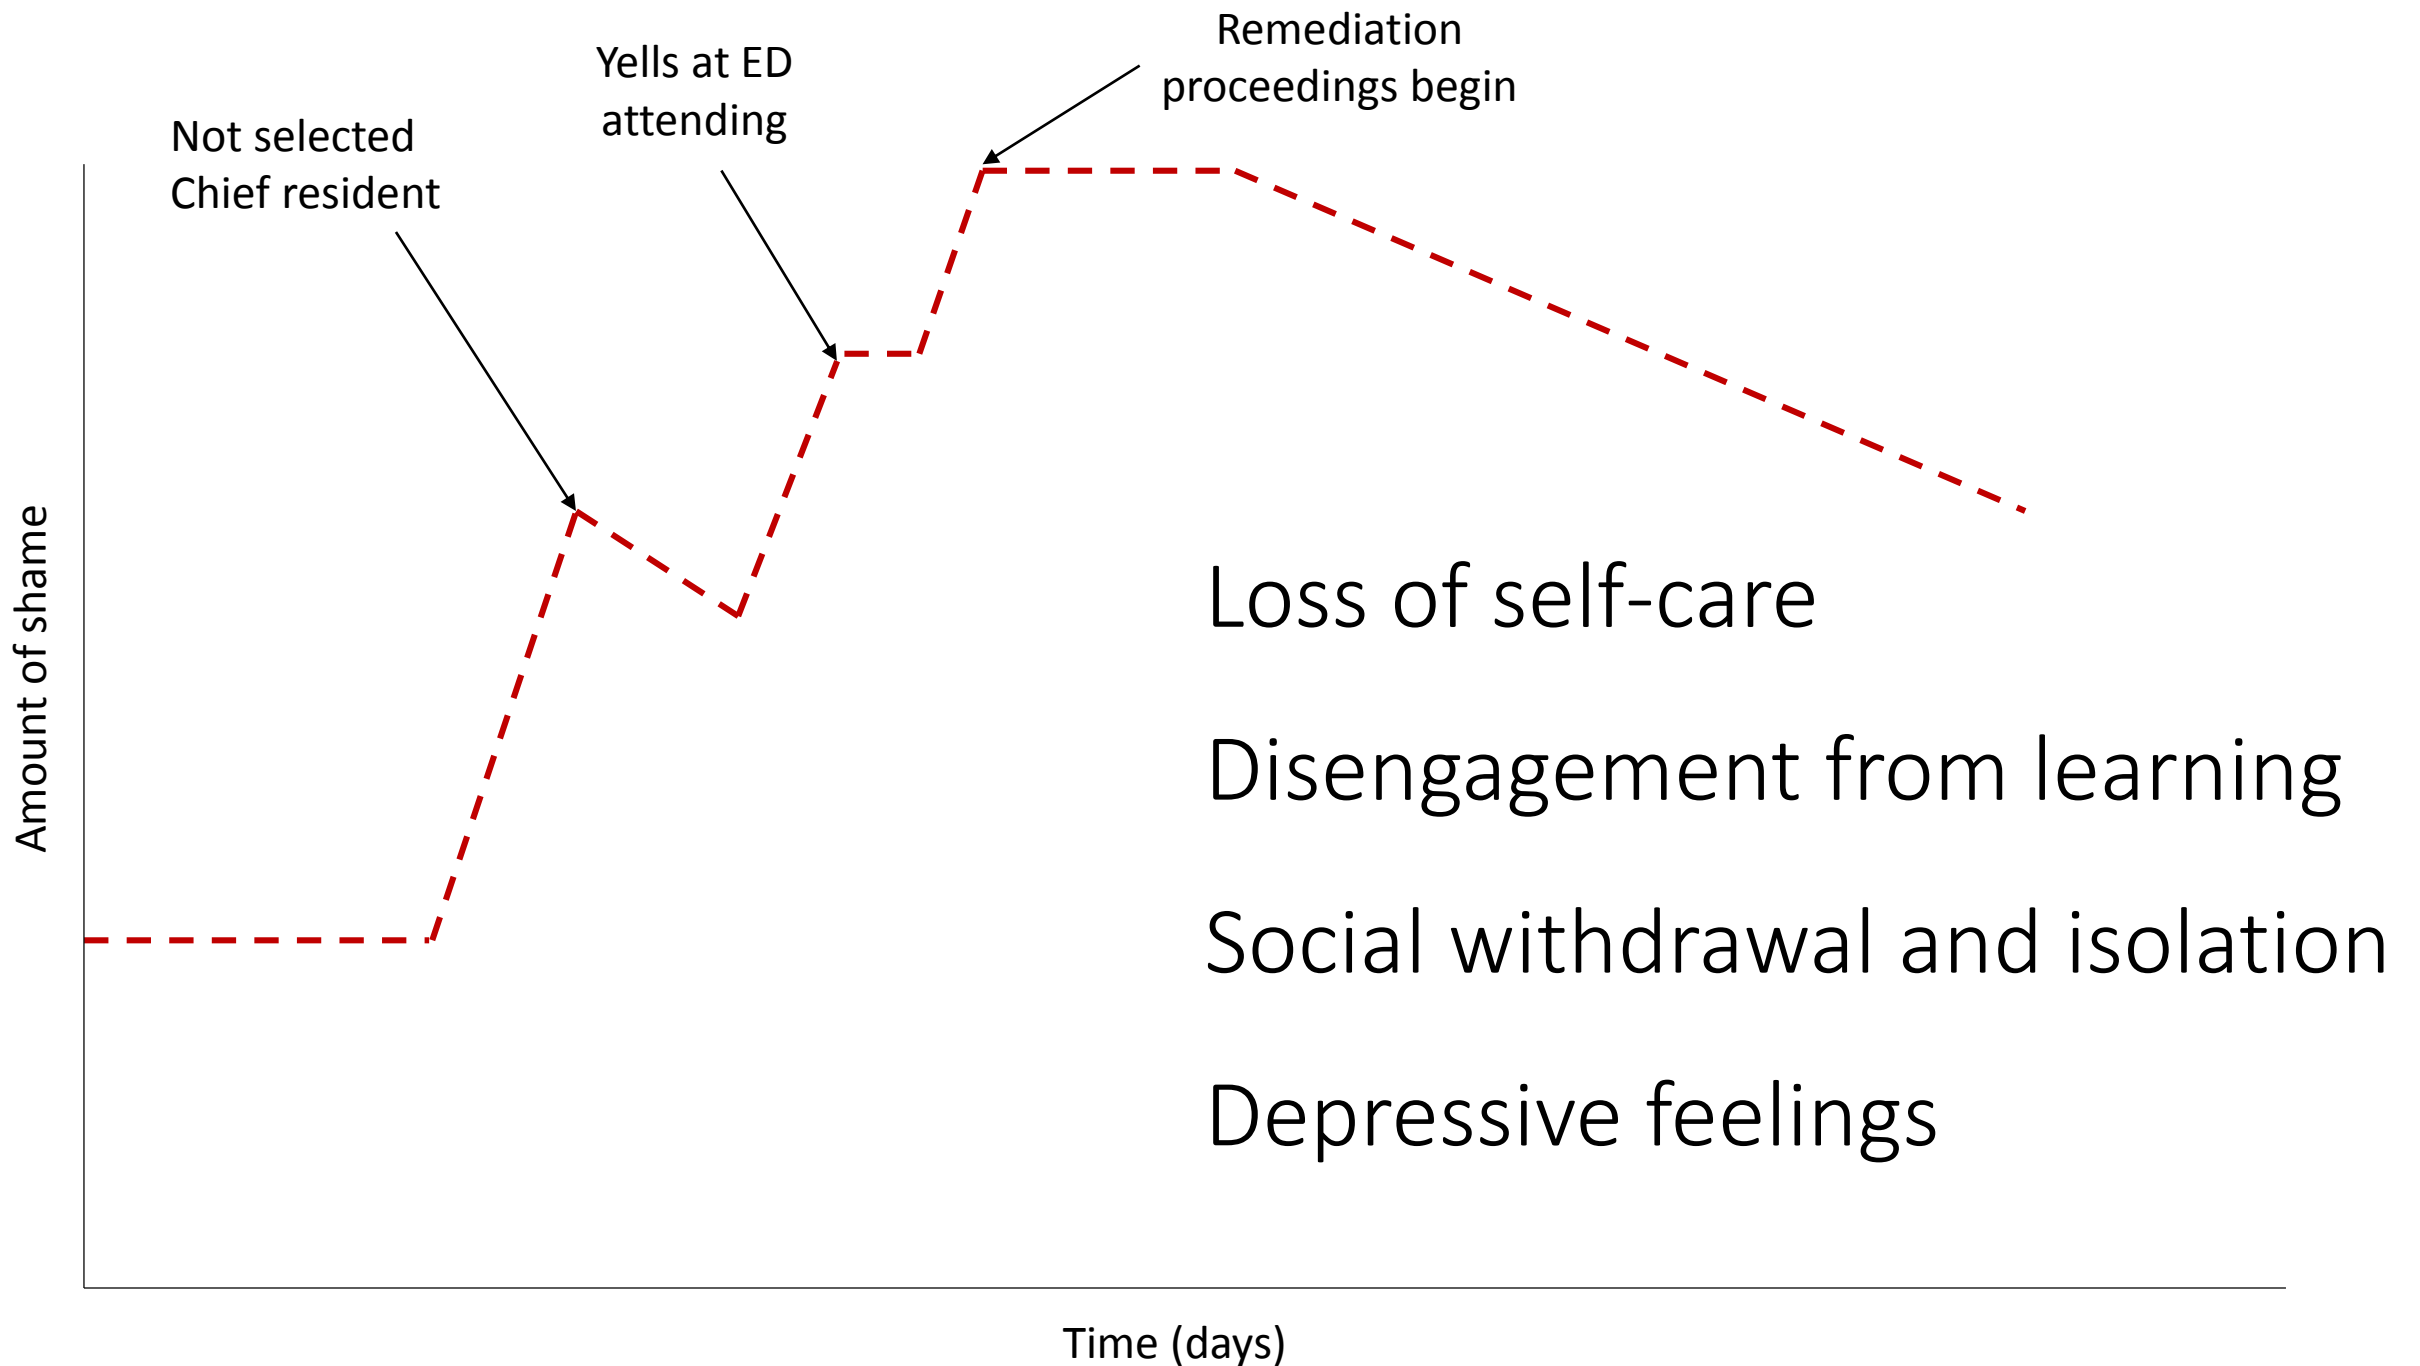 Remediation
proceedings begin
Yells at ED
attending
Not selected
Chief resident
Amount of shame
Loss of self-care
Disengagement from learning
Social withdrawal and isolation
Depressive feelings
Time (days)